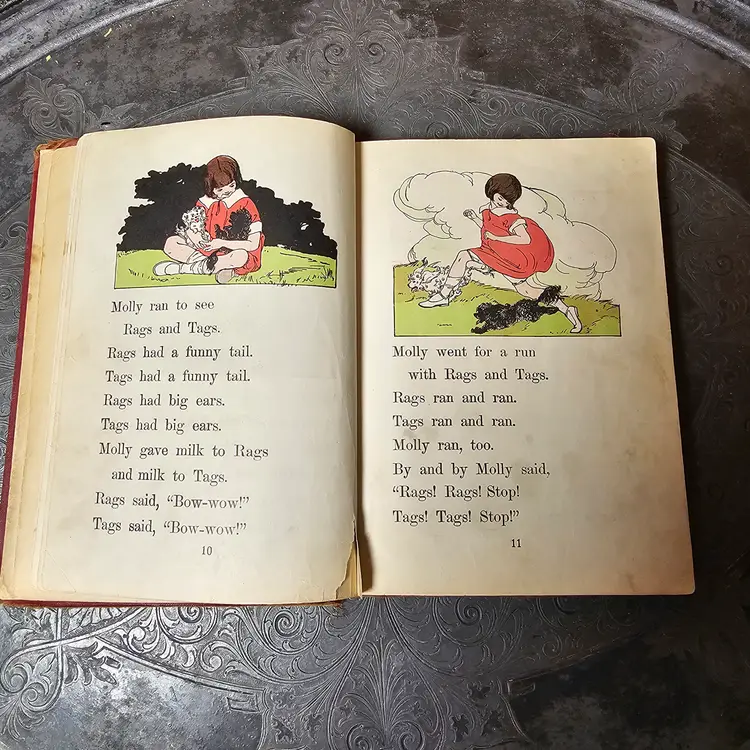 Molly ran to see
Rags and Tags.
Rags had a funny tail.
Tags had a funny tail.
Rags had big ears.
Tags had big ears.
Molly gave milk to Rags
and milk to Tags.
Rags said, “Bow-wow!”
Tags said, “Bow-wow!”
10
Molly went for a run
with Rags and Tags.
Rags ran and ran.
Tags ran and ran.
Molly ran, too.
By and by Molly said,
“Rags! Rags! Stop!
Tags! Tags! Stop!”
11